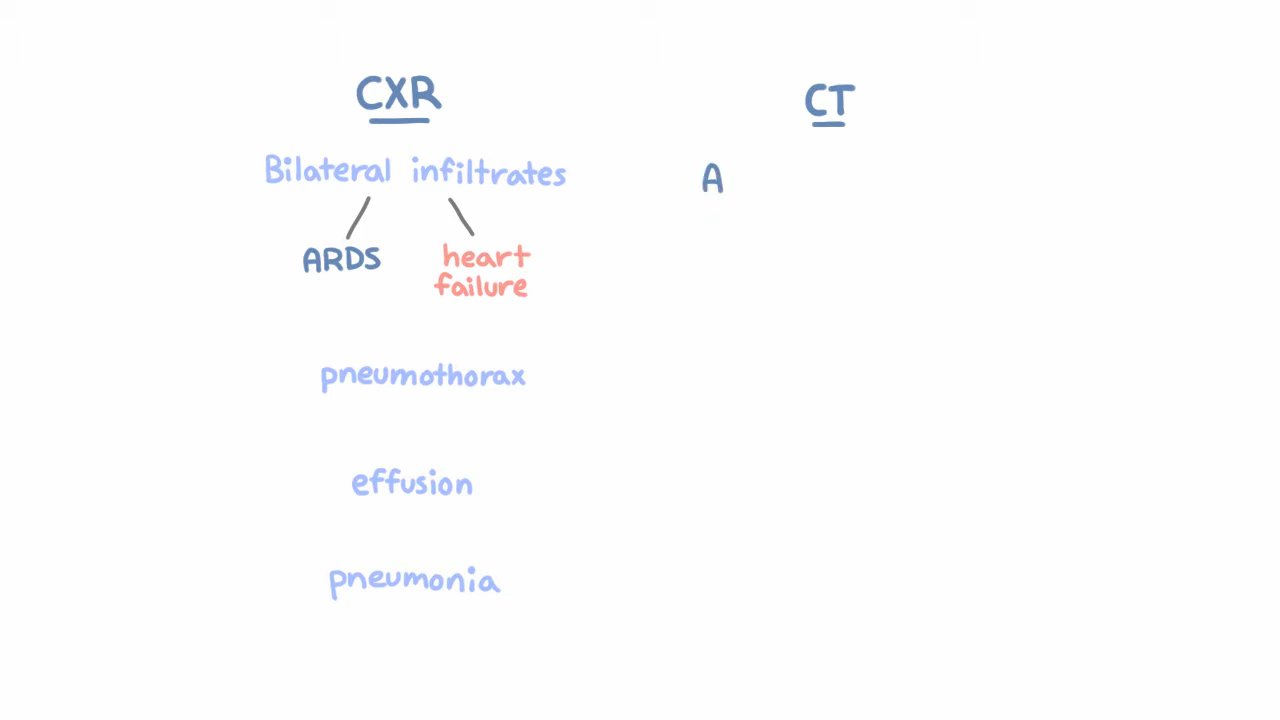 CXR
Bilateral infiltrates
ARDS
heart
failure
pneumothorax
effusion
pneumonia
CT
A